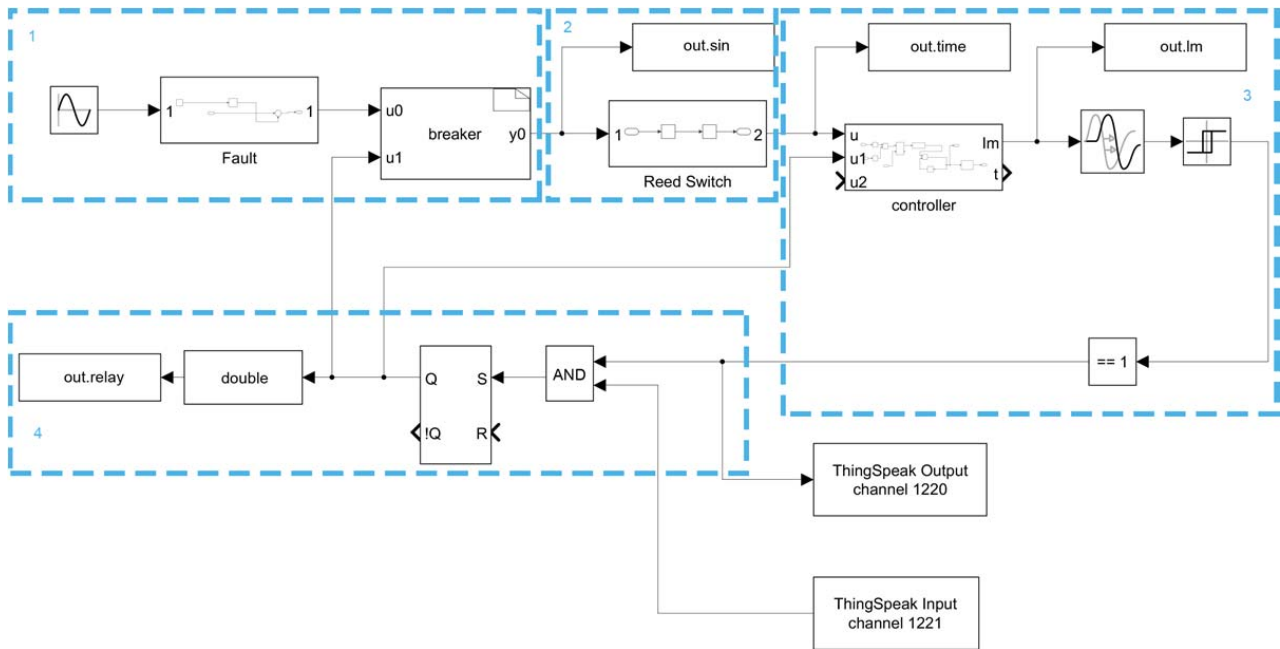 1
2
3
out.sin
out.time
out.lm
1
1
Fault
u0
u1
breaker
y0
1
2
Reed Switch
u
u1
u2
lm
t
controller
out.relay
double
Q
S
!Q
R
AND
== 1
4
ThingSpeak Output
channel 1220
ThingSpeak Input
channel 1221